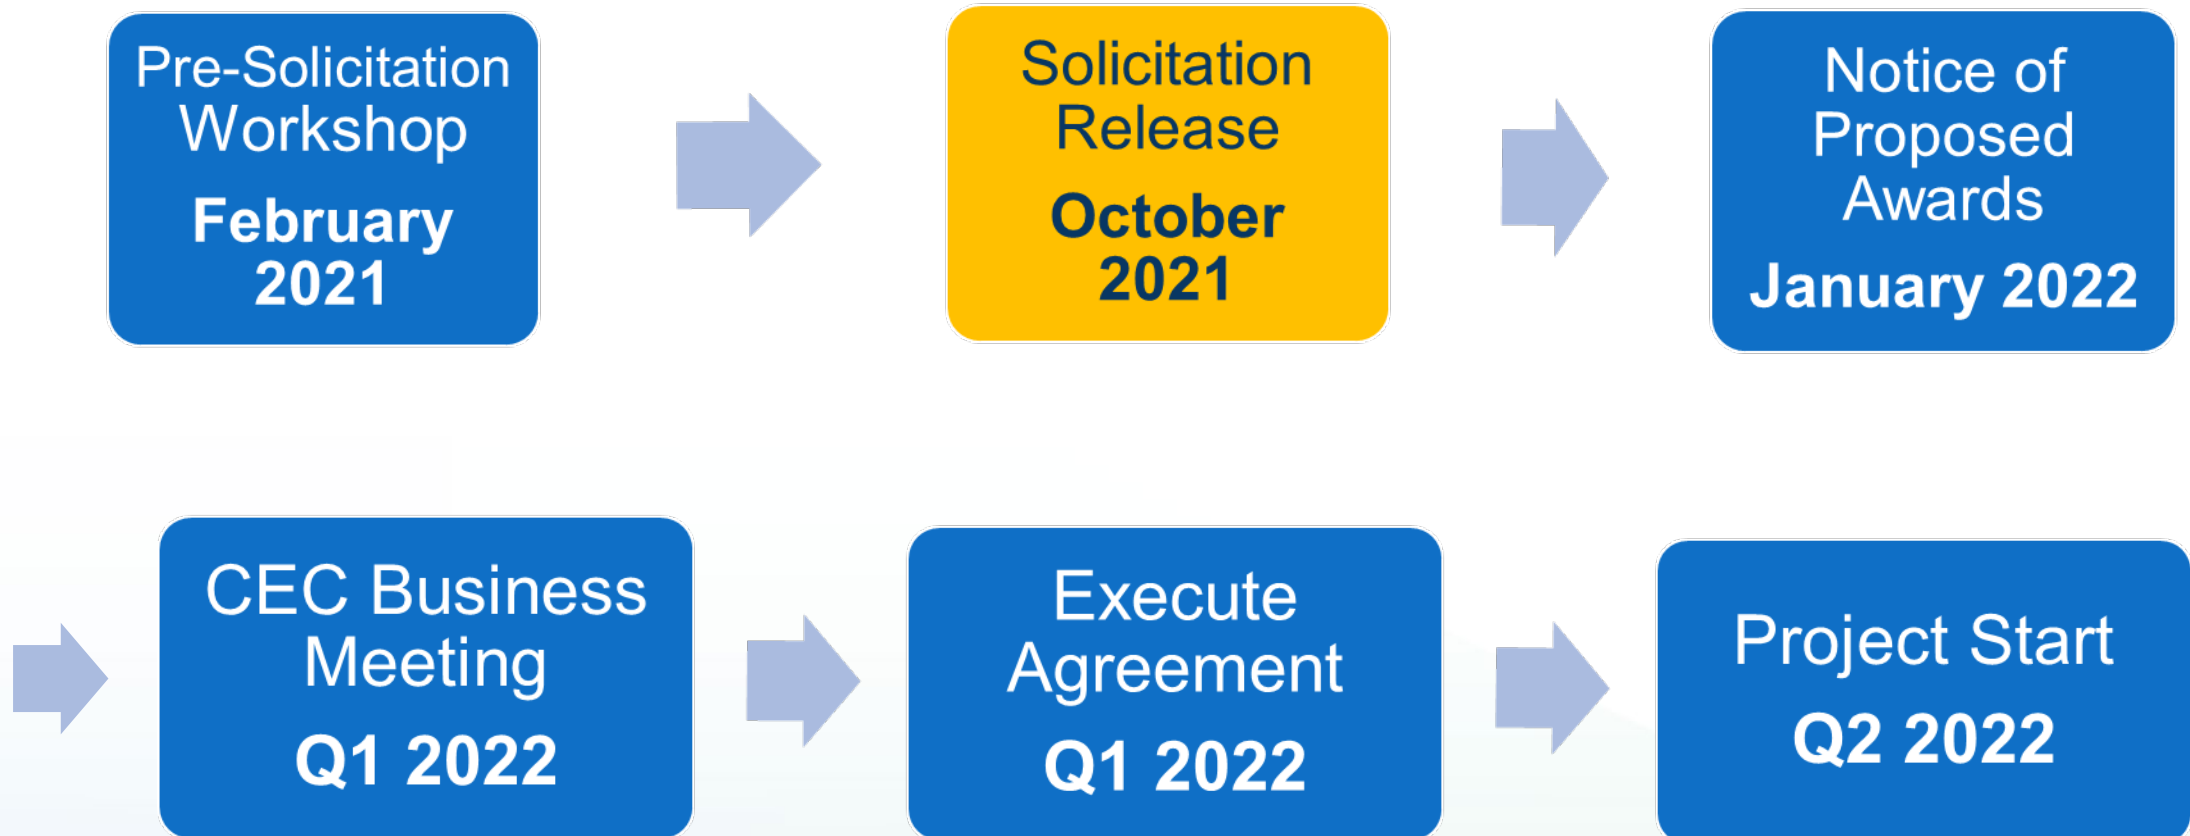 Pre-Solicitation
Workshop
February
2021
Solicitation
Release
October
2021
Notice of
Proposed
Awards
January 2022
CEC Business
Meeting
Q1 2022
Execute
Agreement
Q1 2022
Project Start
Q2 2022